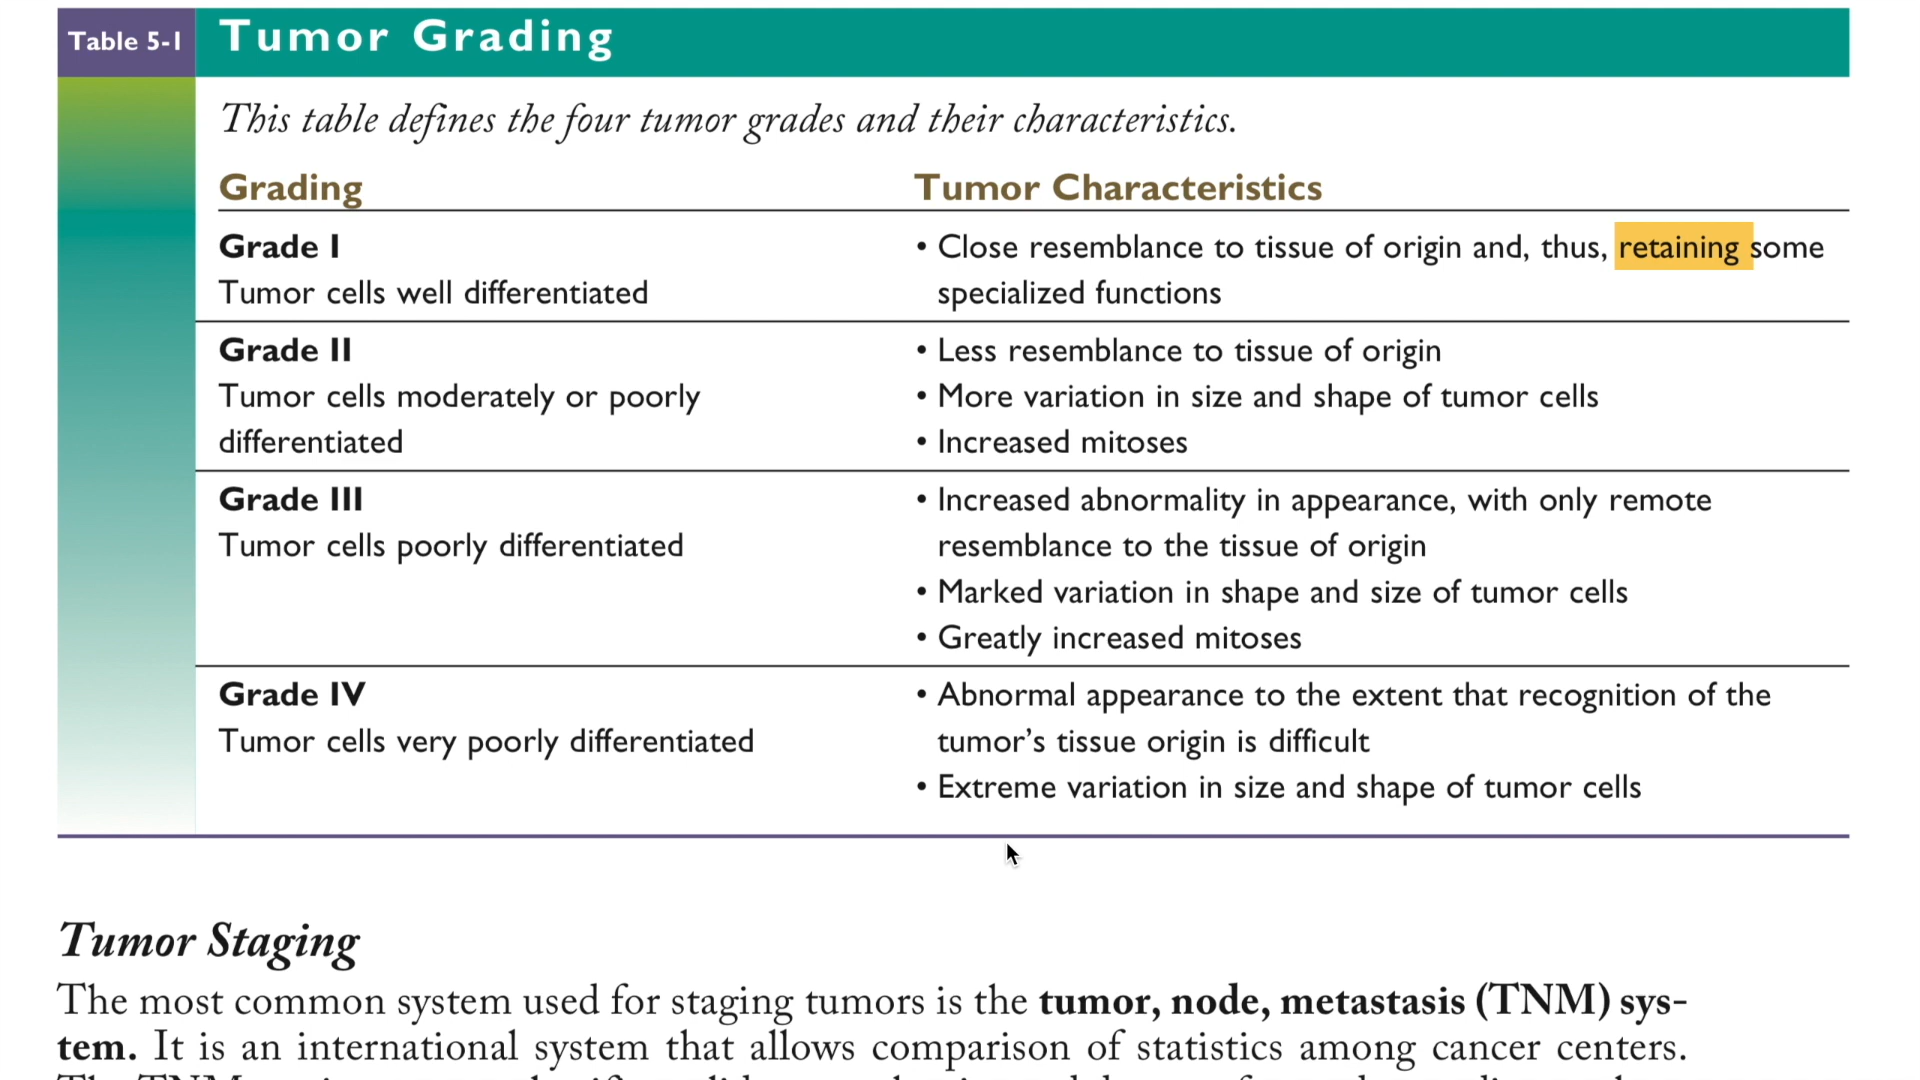 Table 5-1 Tumor Grading
This table defines the four tumor grades and their characteristics.
Grading Tumor Characteristics
Grade I
Tumor cells well differentiated
• Close resemblance to tissue of origin and, thus, retaining some
specialized functions
Grade II
Tumor cells moderately or poorly
differentiated
• Less resemblance to tissue of origin
• More variation in size and shape of tumor cells
• Increased mitoses
Grade III
Tumor cells poorly differentiated
• Increased abnormality in appearance, with only remote
resemblance to the tissue of origin
• Marked variation in shape and size of tumor cells
• Greatly increased mitoses
Grade IV
Tumor cells very poorly differentiated
• Abnormal appearance to the extent that recognition of the
tumor's tissue origin is difficult
• Extreme variation in size and shape of tumor cells
Tumor Staging
The most common system used for staging tumors is the tumor, node, metastasis (TNM) sys-
tem. It is an international system that allows comparison of statistics among cancer centers.